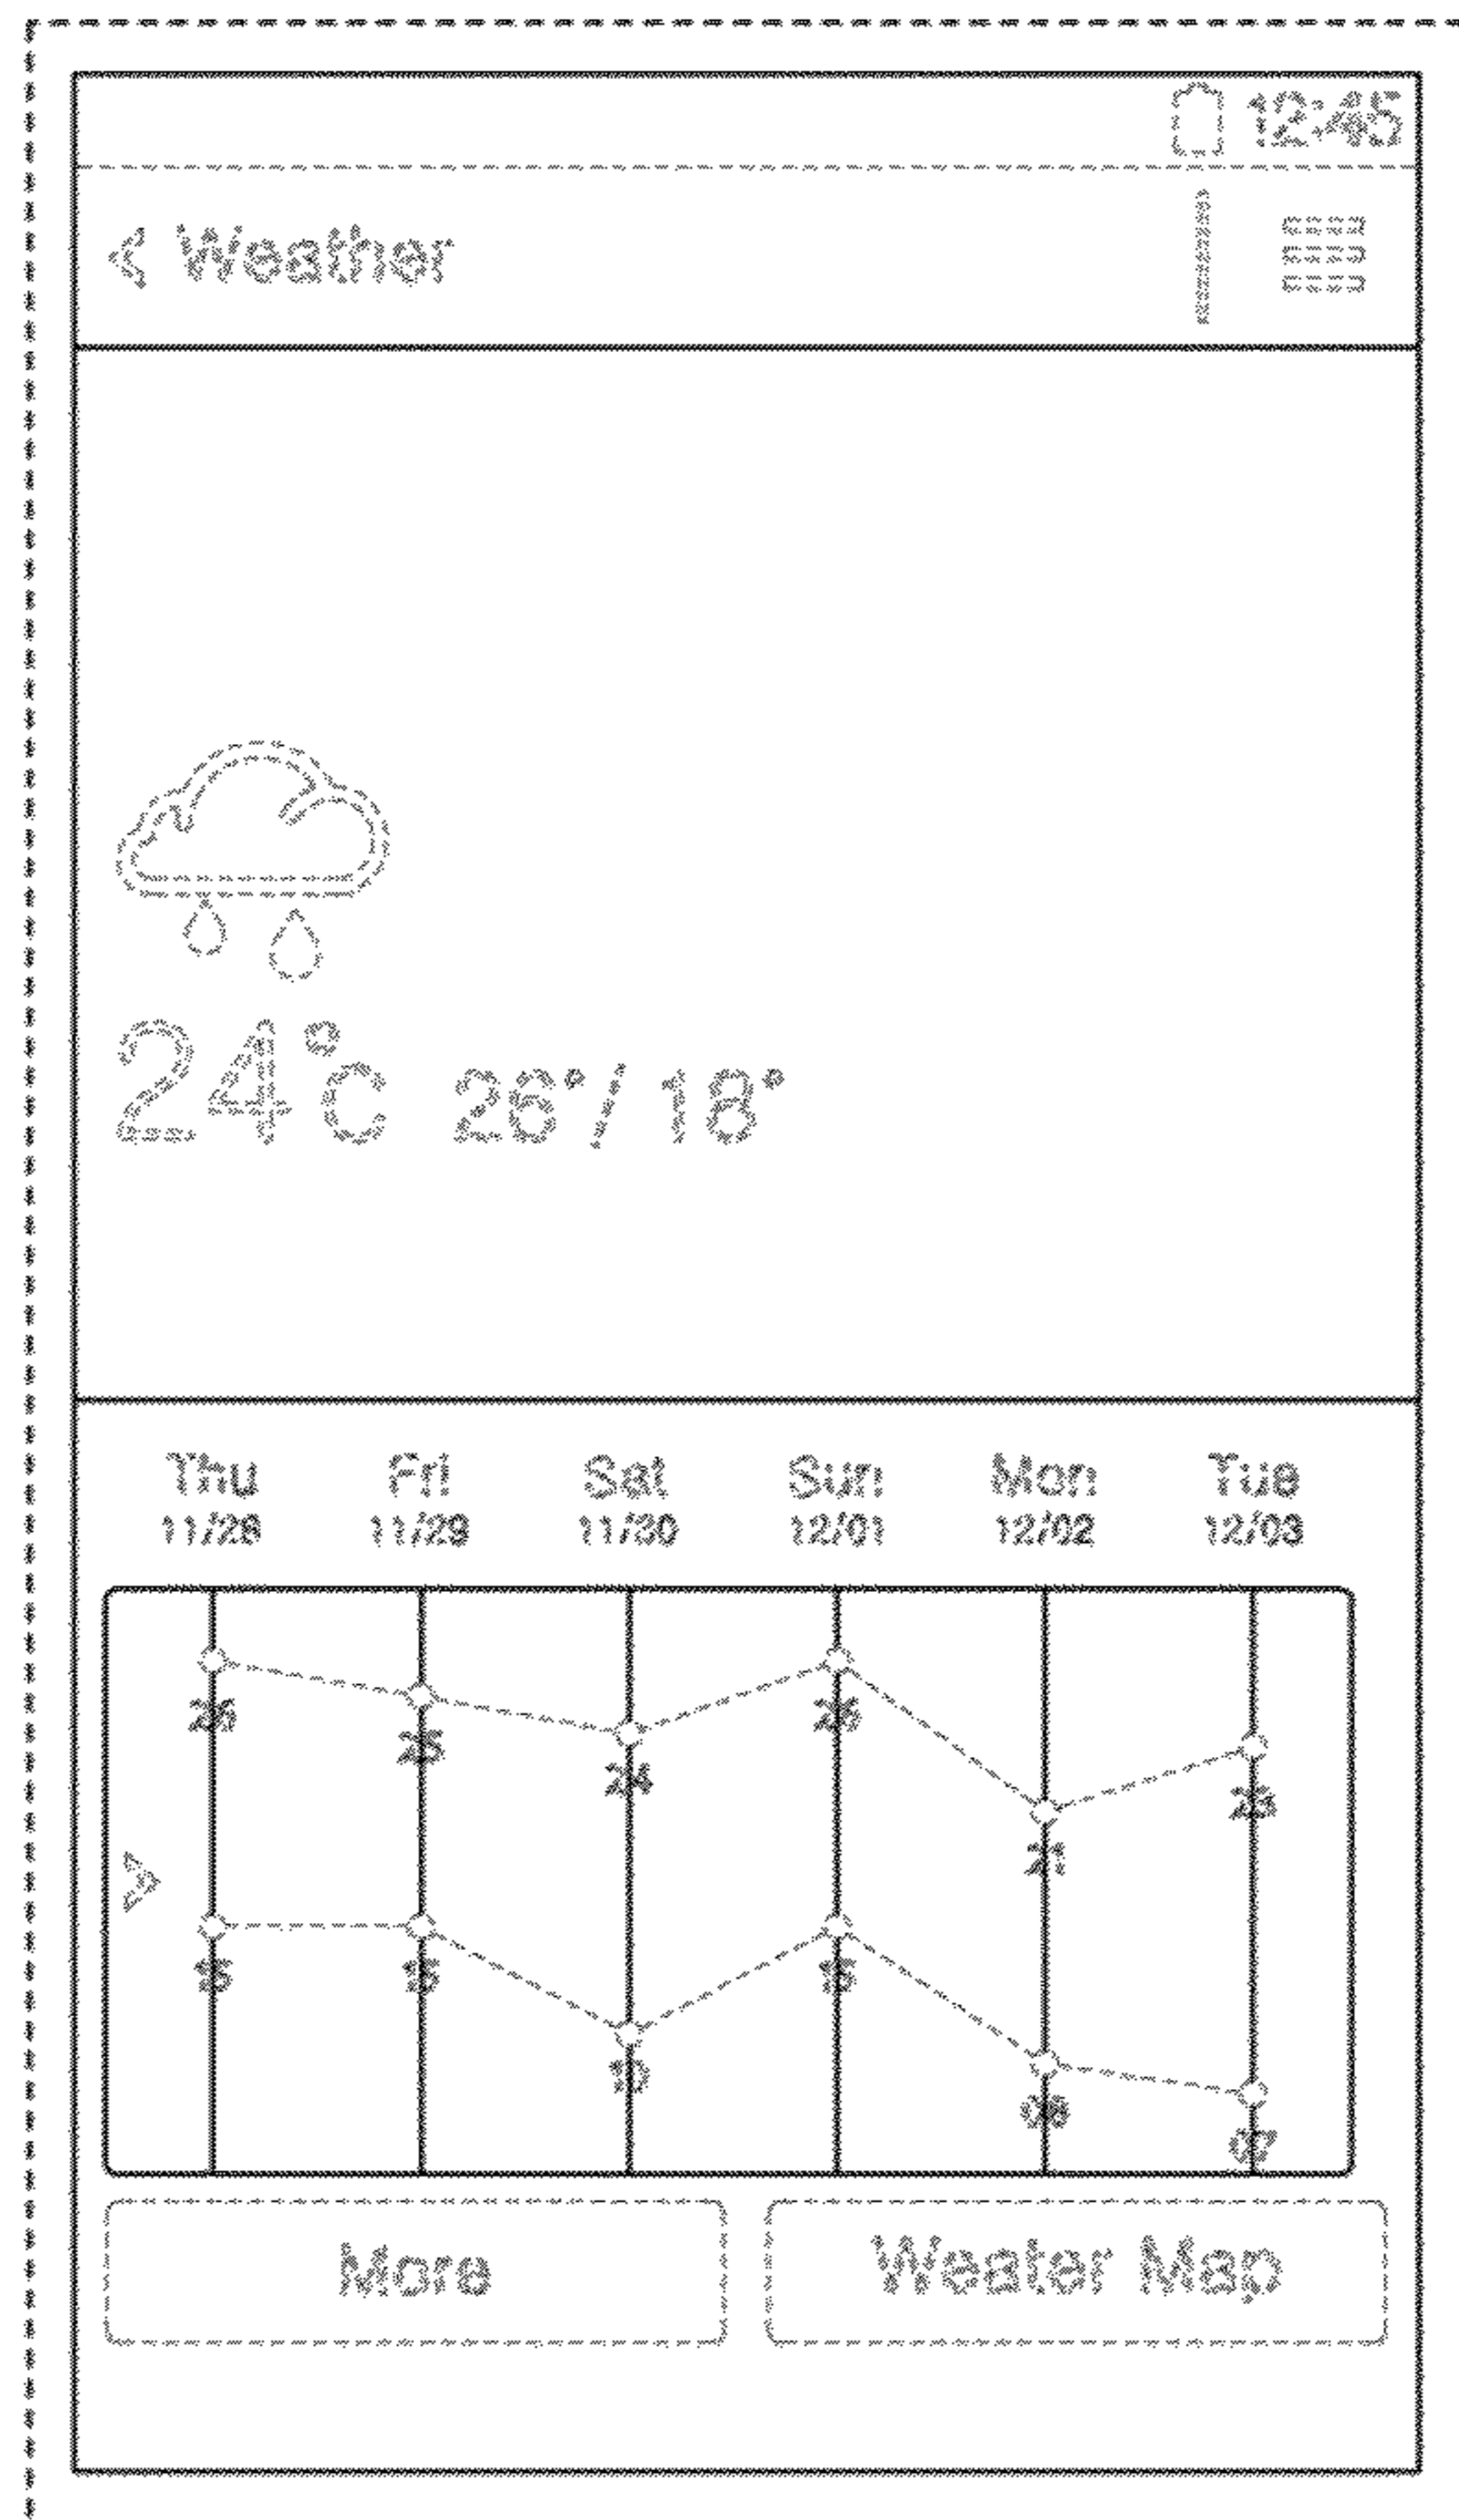 12:45
< Weather
24°C 26°/ 18°
Thu Fri Sat Sun Mon Tue
11/28 11/29 11/30 12/01 12/02 12/03
26 25 24 26 21 23
15 15 10 15 08 07
More Weater Map